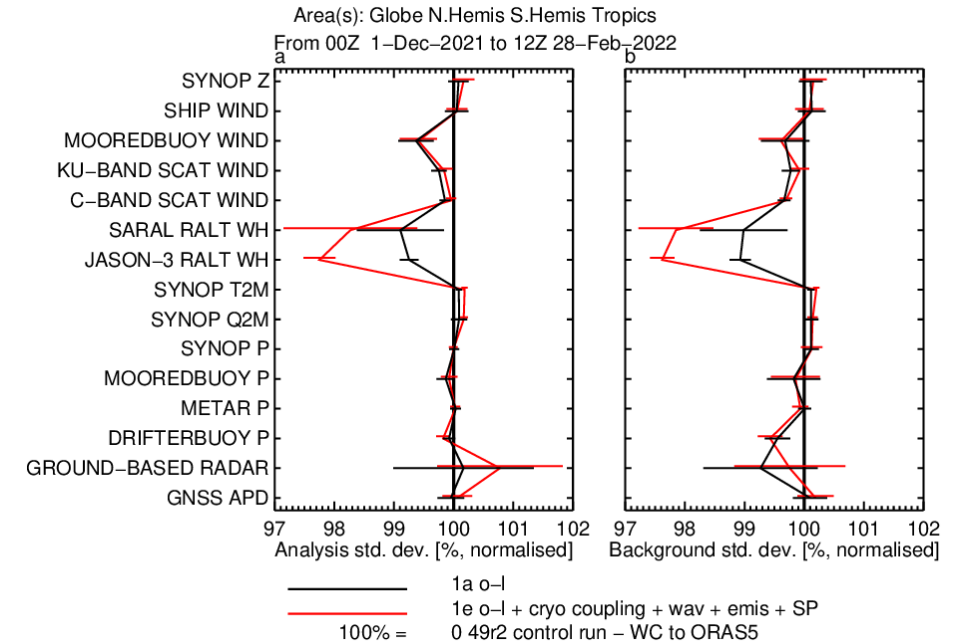 Area(s): Globe N.Hemis S.Hemis Tropics
From 00Z 1−Dec−2021 to 12Z 28−Feb−2022
a b
SYNOP Z
SHIP WIND
MOOREDBUOY WIND
KU−BAND SCAT WIND
C−BAND SCAT WIND
SARAL RALT WH
JASON−3 RALT WH
SYNOP T2M
SYNOP Q2M
SYNOP P
MOOREDBUOY P
METAR P
DRIFTERBUOY P
GROUND−BASED RADAR
GNSS APD
97 98 99 100 101 102 97 98 99 100 101 102
Analysis std. dev. [%, normalised] Background std. dev. [%, normalised]
1a o−I
1e o−I + cryo coupling + wav + emis + SP
100% = 0 49r2 control run − WC to ORAS5